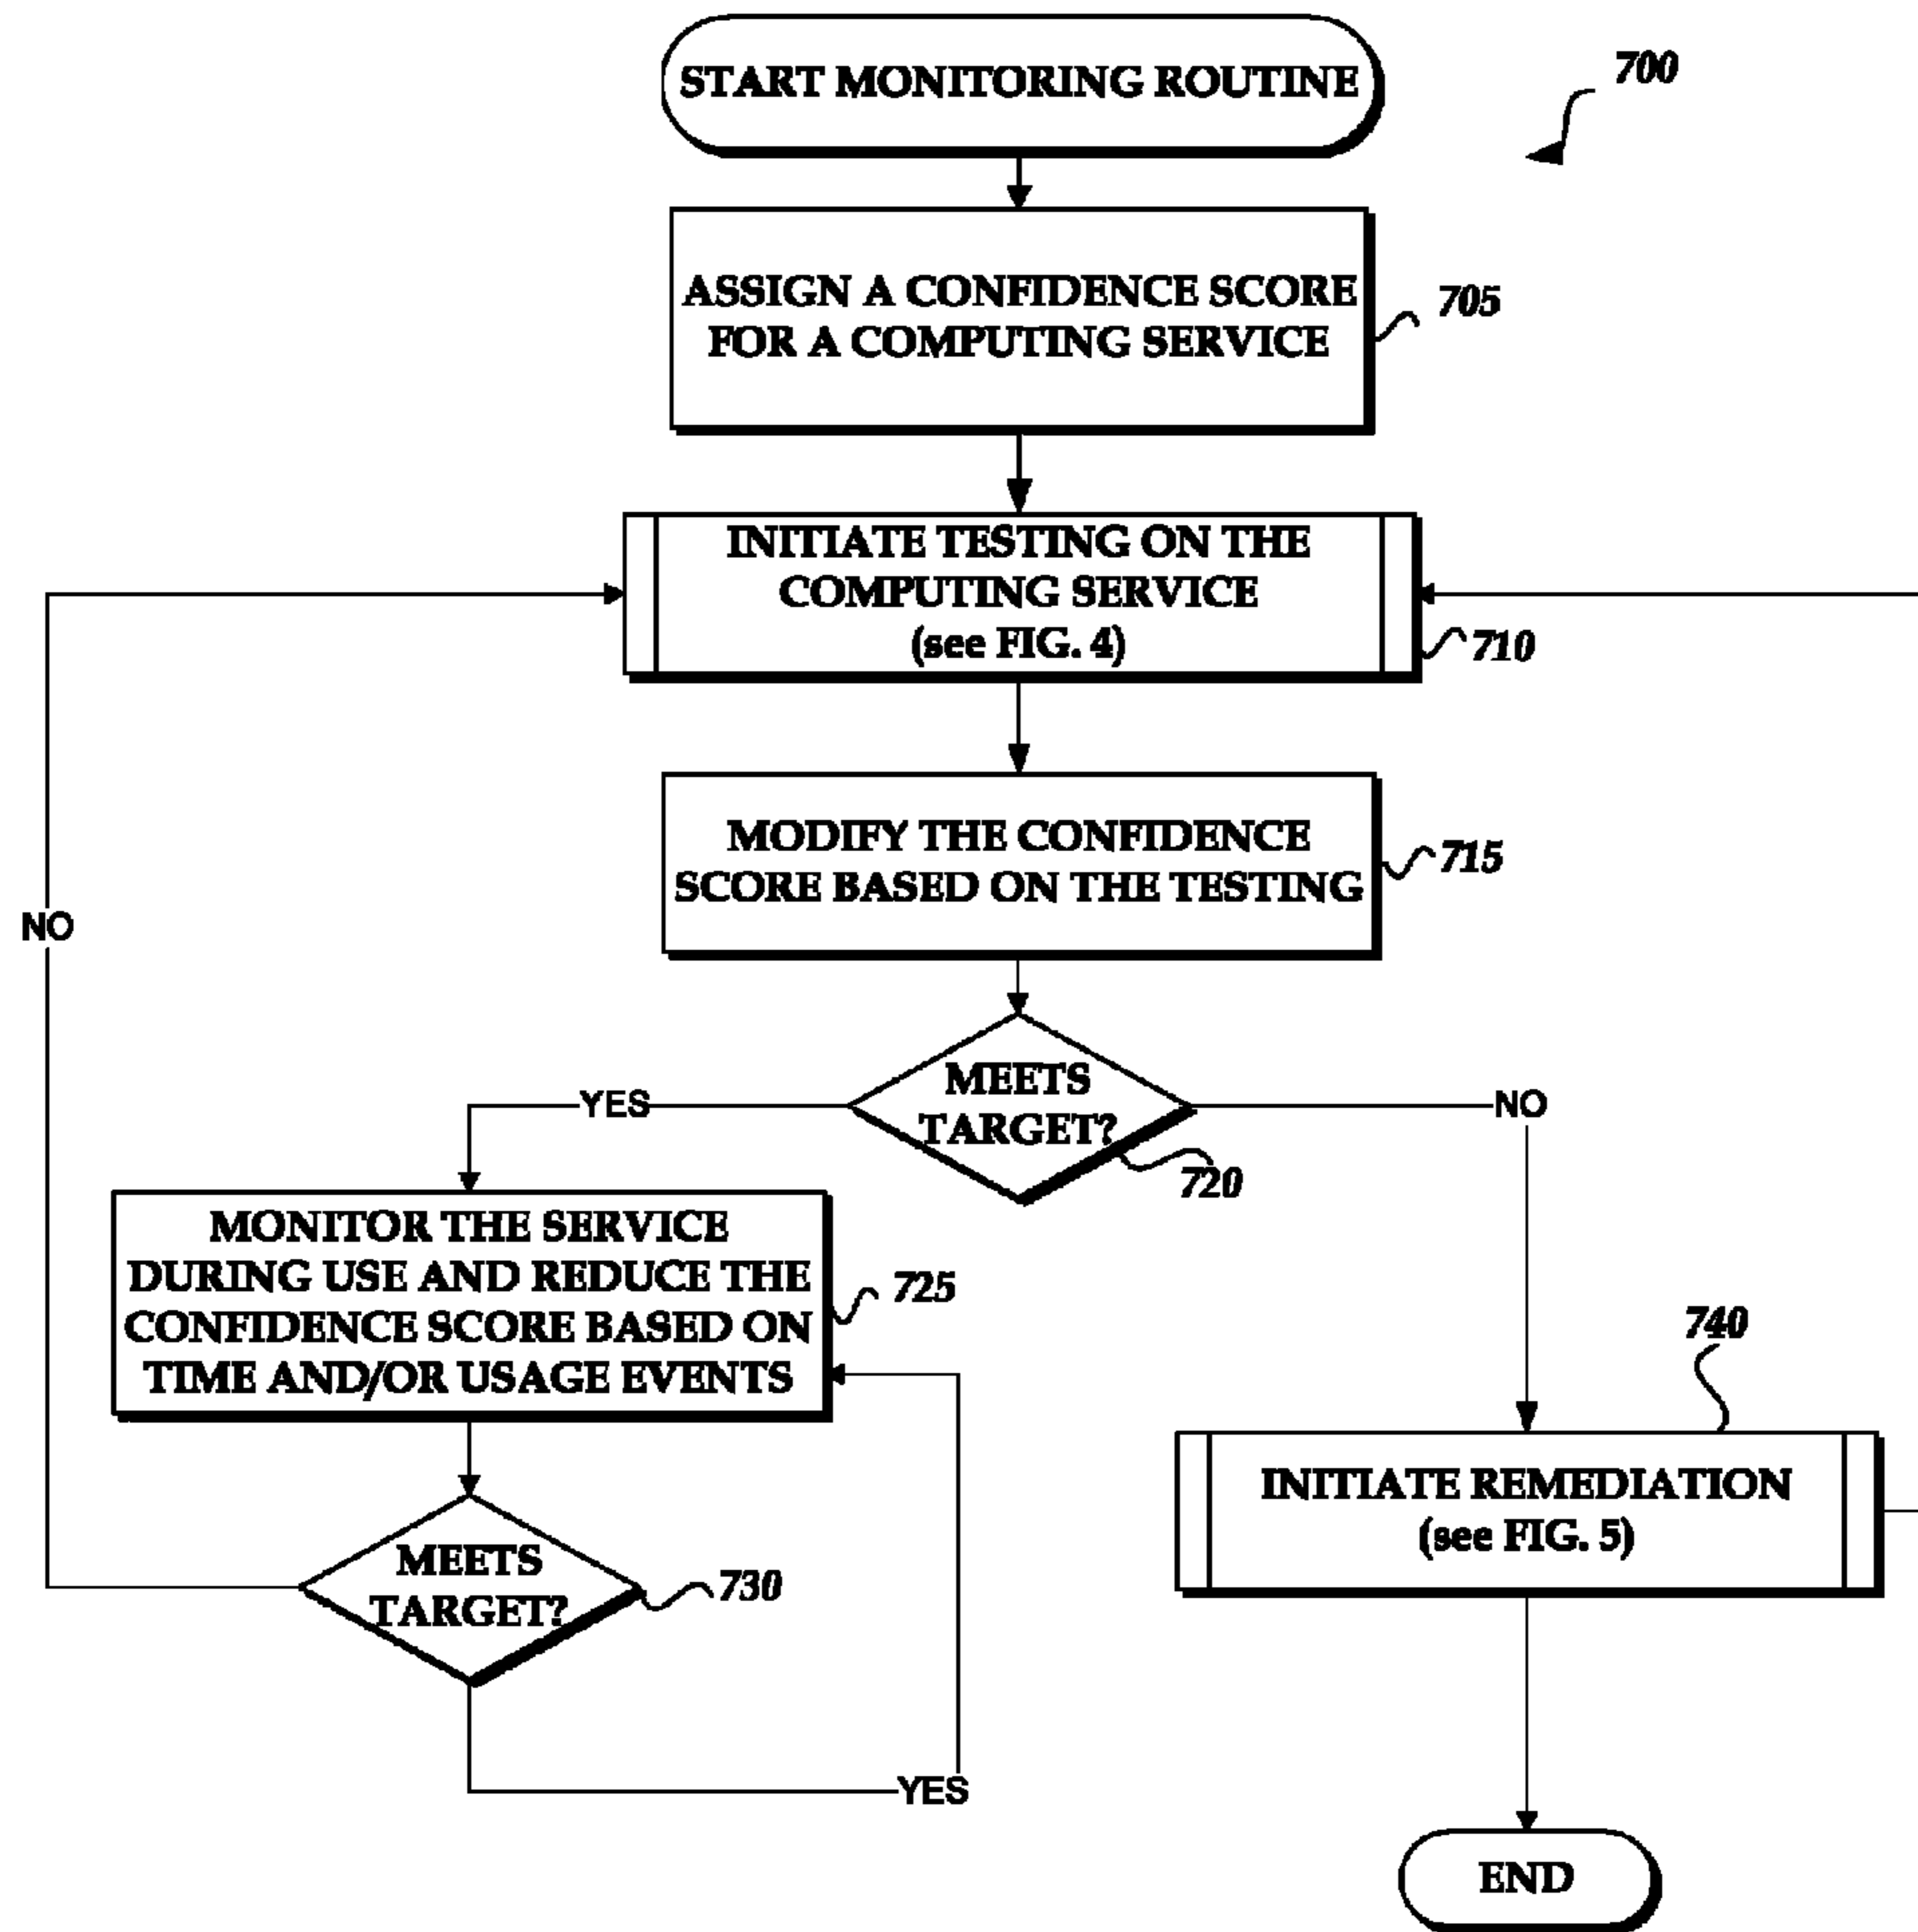 START MONITORING ROUTINE
700
ASSIGN A CONFIDENCE SCORE
FOR A COMPUTING SERVICE
705
INITIATE TESTING ON THE
COMPUTING SERVICE
(see FIG. 4)
710
MODIFY THE CONFIDENCE
SCORE BASED ON THE TESTING
715
NO
MEETS
TARGET?
720
YES
NO
MONITOR THE SERVICE
DURING USE AND REDUCE THE
CONFIDENCE SCORE BASED ON
TIME AND/OR USAGE EVENTS
725
740
INITIATE REMEDIATION
(see FIG. 5)
MEETS
TARGET?
730
YES
END